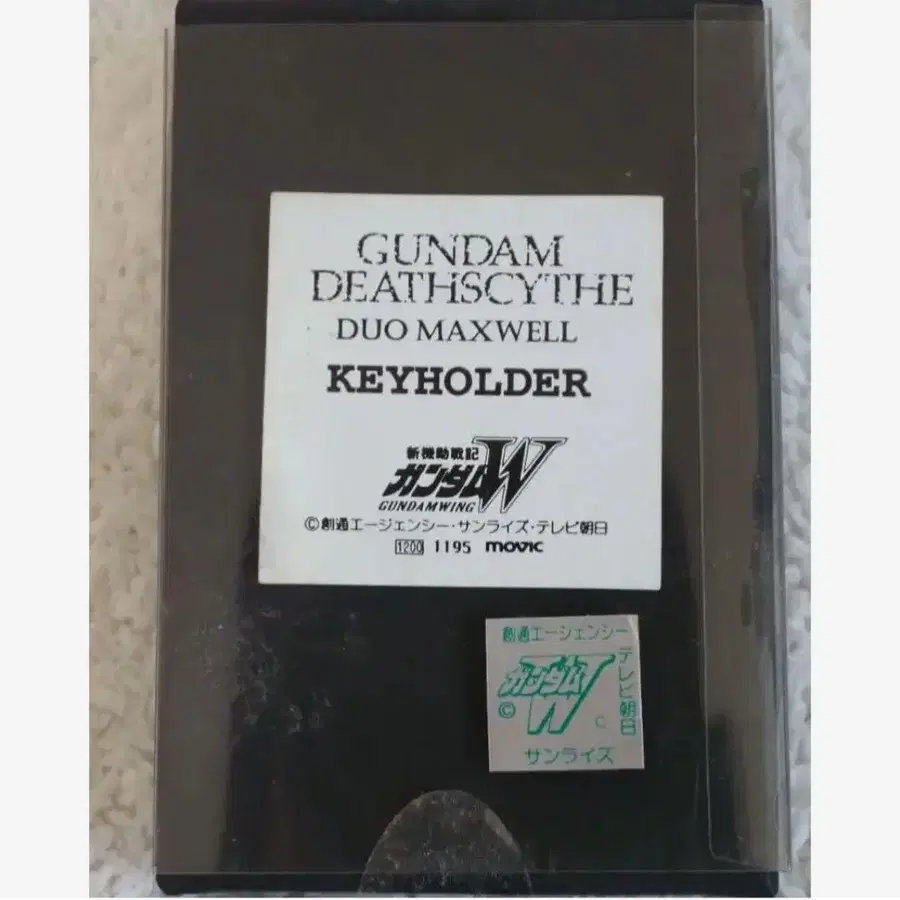 GUNDAM
DEATHSCYTHE
DUO MAXWELL
KEYHOLDER
新機動戦記
ガンダムW
GUNDAM WING
©創通エージェンシー・サンライズ・テレビ朝日
1200 1195 movic
創通エージェンシー
テレビ朝日
ガンダムW
©
サンライズ